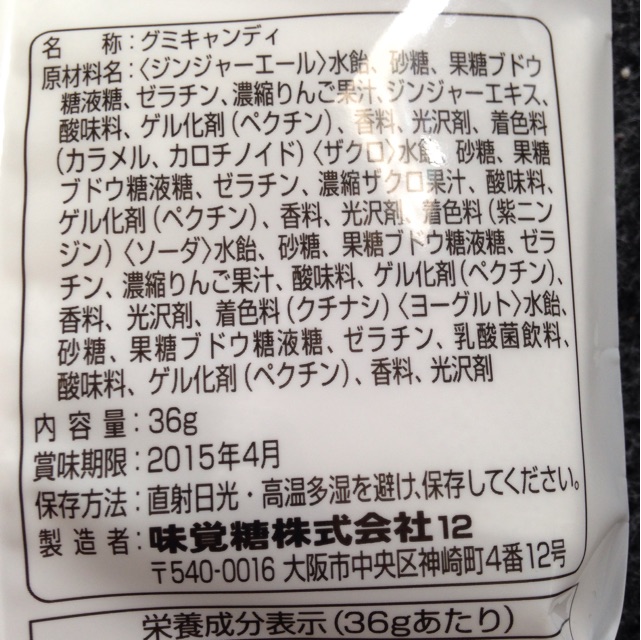 名　称：グミキャンディ
原材料名：〈ジンジャーエール〉水飴、砂糖、果糖ブドウ
糖液糖、ゼラチン、濃縮りんご果汁、ジンジャーエキス、
酸味料、ゲル化剤(ペクチン)、香料、光沢剤、着色料
(カラメル、カロチノイド)〈ザクロ〉水飴、砂糖、果糖
ブドウ糖液糖、ゼラチン、濃縮ザクロ果汁、酸味料、
ゲル化剤(ペクチン)、香料、光沢剤、着色料(紫ニン
ジン)〈ソーダ〉水飴、砂糖、果糖ブドウ糖液糖、ゼラ
チン、濃縮りんご果汁、酸味料、ゲル化剤(ペクチン)、
香料、光沢剤、着色料(クチナシ)〈ヨーグルト〉水飴、
砂糖、果糖ブドウ糖液糖、ゼラチン、乳酸菌飲料、
酸味料、ゲル化剤(ペクチン)、香料、光沢剤
内容量：36g
賞味期限：2015年4月
保存方法：直射日光・高温多湿を避け、保存してください。
製造者：味覚糖株式会社12
〒540-0016 大阪市中央区神崎町4番12号
栄養成分表示(36gあたり)